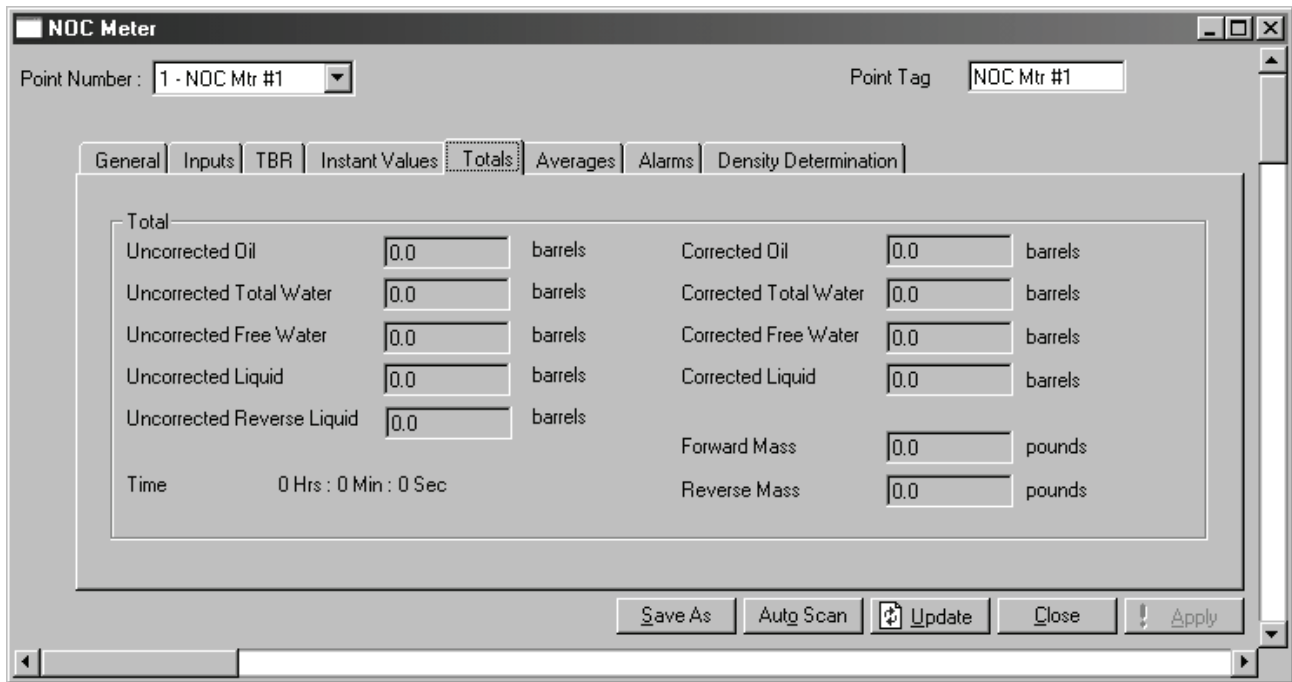 NOC Meter
Point Number : 1 - NOC Mtr #1 Point Tag NOC Mtr #1
General Inputs TBR Instant Values Totals Averages Alarms Density Determination
Total
Uncorrected Oil 0.0 barrels Corrected Oil 0.0 barrels
Uncorrected Total Water 0.0 barrels Corrected Total Water 0.0 barrels
Uncorrected Free Water 0.0 barrels Corrected Free Water 0.0 barrels
Uncorrected Liquid 0.0 barrels Corrected Liquid 0.0 barrels
Uncorrected Reverse Liquid 0.0 barrels
Forward Mass 0.0 pounds
Time 0 Hrs : 0 Min : 0 Sec Reverse Mass 0.0 pounds
Save As Auto Scan Update Close Apply